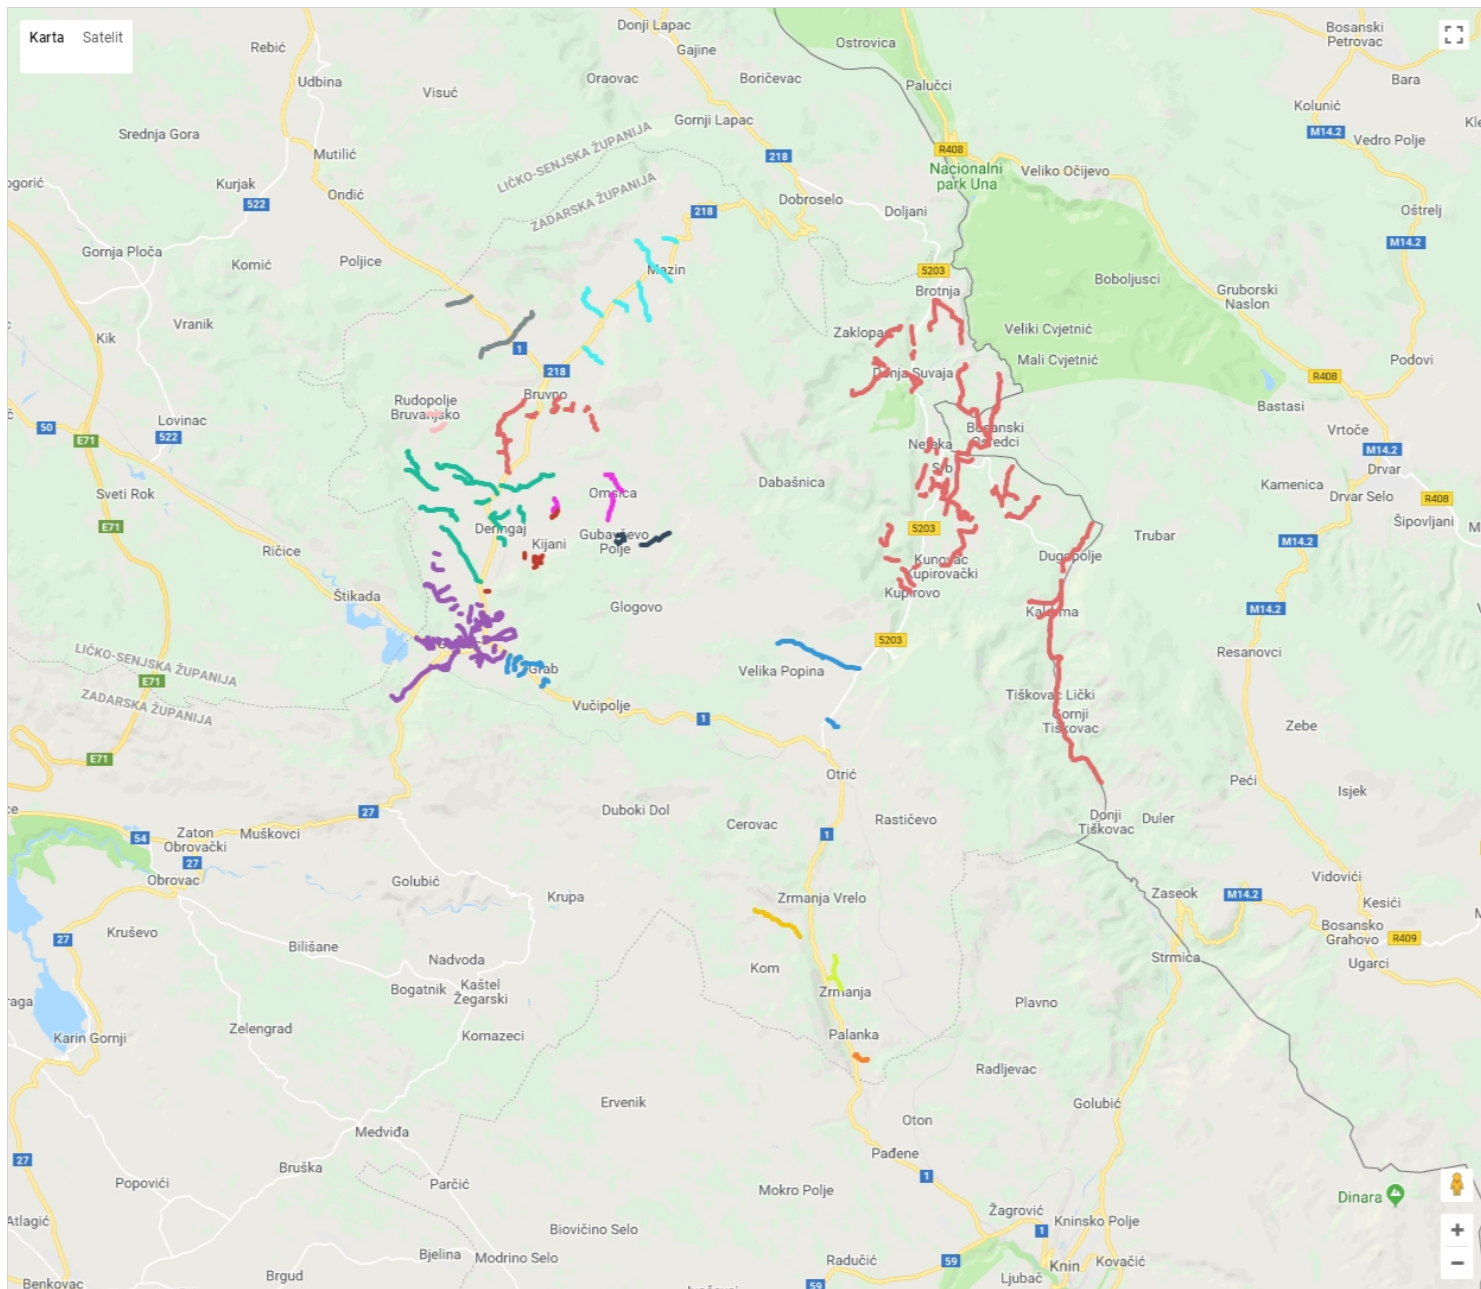 Karta Satelit
Donji Lapac
Gajine
Ostrovica
Bosanski
Petrovac
Rebić
Udbina
Visuć
Oraovac
Boričevac
Palučci
Bara
Kolunić
Srednja Gora
Gornji Lapac
M14.2
Vedro Polje
LIČKO-SENJSKA ŽUPANIJA
Mutilić
218
R408
Nacionalni
park Una
Veliko Očijevo
Kurjak
522
Ondić
ZADARSKA ŽUPANIJA
218
Dobroselo
Doljani
Oštrelj
M14.2
Gornja Ploča
Komić
Poljice
Mazin
5203
Brotnja
Boboljusci
Gruborski
Naslon
Vranik
Kik
1
Zaklopac
Veliki Cvjetnić
Mali Cvjetnić
Podovi
218
Donja Suvaja
R408
Rudopolje
Bruvanjsko
Bruvno
Lovinac
522
50
E71
Bastasi
Vrtoče
Bosanski
Osredci
Neteka
Srb
M14.2
Drvar
Sveti Rok
Omsica
Dabašnica
Kamenica
Drvar Selo
R408
Šipovljani
E71
Deringaj
Kijani
Gubavčevo
Polje
5203
Trubar
M14.2
Ričice
Kunovac
Kupirovački
Dugopolje
Štikada
Glogovo
Kupirovo
Kaldrma
M14.2
5203
LIČKO-SENJSKA ŽUPANIJA
E71
ZADARSKA ŽUPANIJA
Grab
Velika Popina
Resanovci
Vučipolje
1
Tiškovac Lički
Gornji
Tiškovac
Zebe
E71
Otrić
Peći
Isjek
27
Duboki Dol
Cerovac
1
Rastičevo
Donji
Tiškovac
Duler
54
Zaton
Obrovački
Muškovci
27
Obrovac
Golubić
Krupa
Zrmanja Vrelo
Zaseok
M14.2
Vidovići
Kesići
Kruševo
27
Bilišane
Nadvoda
Bosansko
Grahovo
R409
Ugarci
Strmica
Kom
Bogatnik
Kaštel
Žegarski
Zrmanja
Plavno
Zelengrad
Komazeci
Karin Gornji
Palanka
Radljevac
Ervenik
Golubić
Oton
Medviđa
27
Bruška
Pađene
1
Popovići
Parčić
Mokro Polje
Dinara
Atlagić
Biovičino Selo
Žagrović
1
Kninsko Polje
Bjelina
Modrino Selo
Radučić
59
Knin
Kovačić
Benkovac
Brgud
59
Ljubač